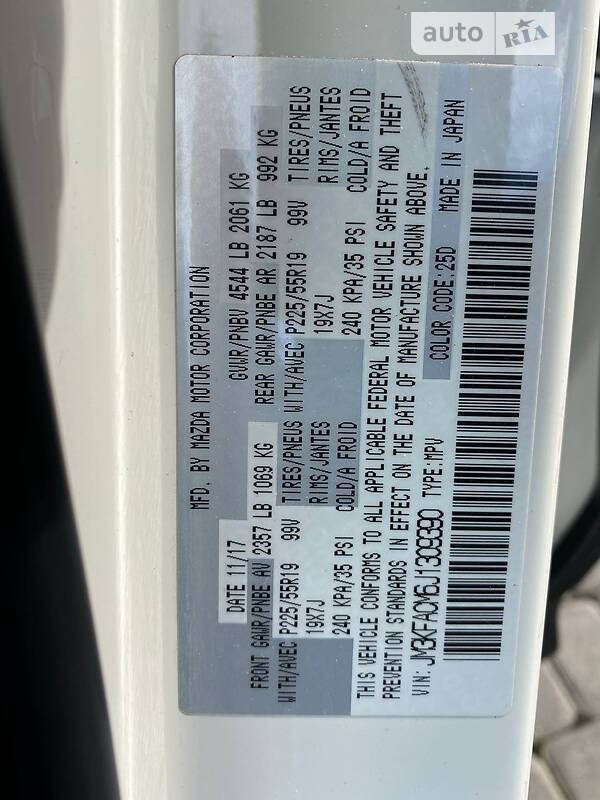 auto RIA
MFD. BY MAZDA MOTOR CORPORATION
DATE 11/17 GVWR/PNBV 4544 LB 2061 KG
FRONT GAWR/PNBE AV 2357 LB 1069 KG REAR GAWR/PNBE AR 2187 LB 992 KG
WITH/AVEC P225/55R19 99V TIRES/PNEUS WITH/AVEC P225/55R19 99V TIRES/PNEUS
19X7J RIMS/JANTES 19X7J RIMS/JANTES
240 KPA/35 PSI COLD/A FROID 240 KPA/35 PSI COLD/A FROID
THIS VEHICLE CONFORMS TO ALL APPLICABLE FEDERAL MOTOR VEHICLE SAFETY AND THEFT
PREVENTION STANDARDS IN EFFECT ON THE DATE OF MANUFACTURE SHOWN ABOVE.
VIN: JM3KFACM6J1309390 TYPE:MPV COLOR CODE:25D MADE IN JAPAN